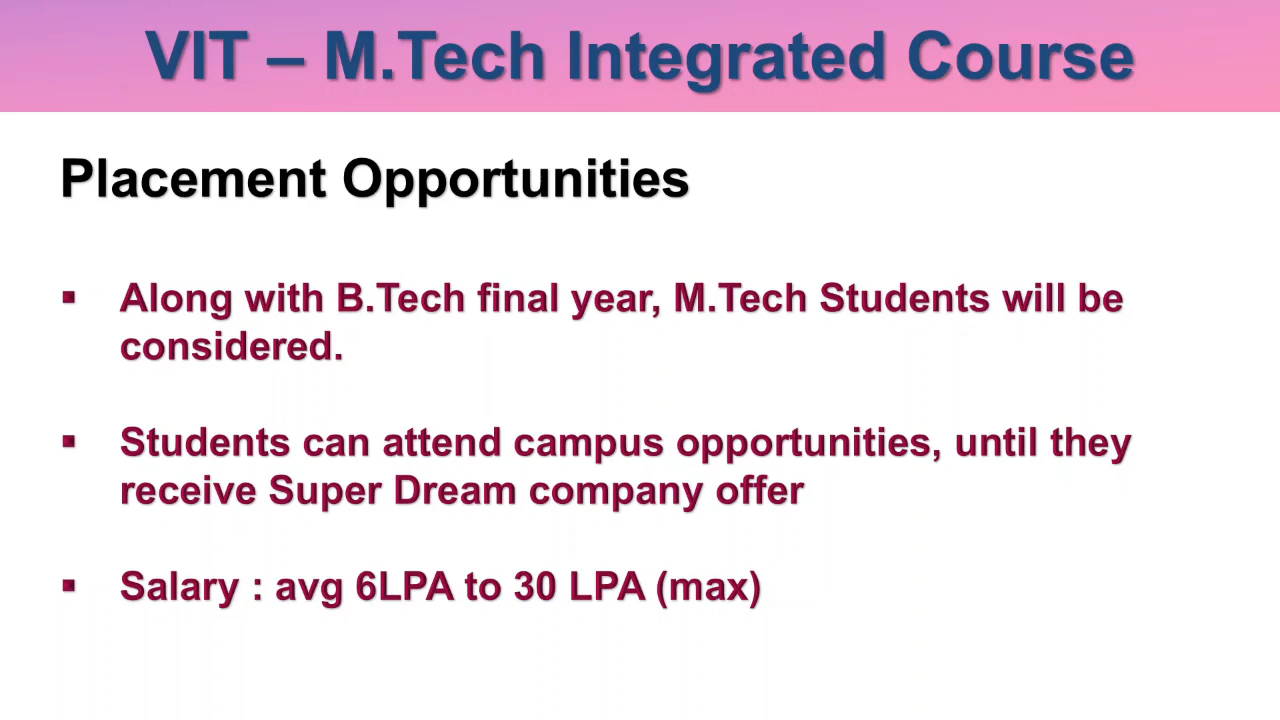 VIT – M.Tech Integrated Course
Placement Opportunities
▪ Along with B.Tech final year, M.Tech Students will be
considered.
▪ Students can attend campus opportunities, until they
receive Super Dream company offer
▪ Salary : avg 6LPA to 30 LPA (max)